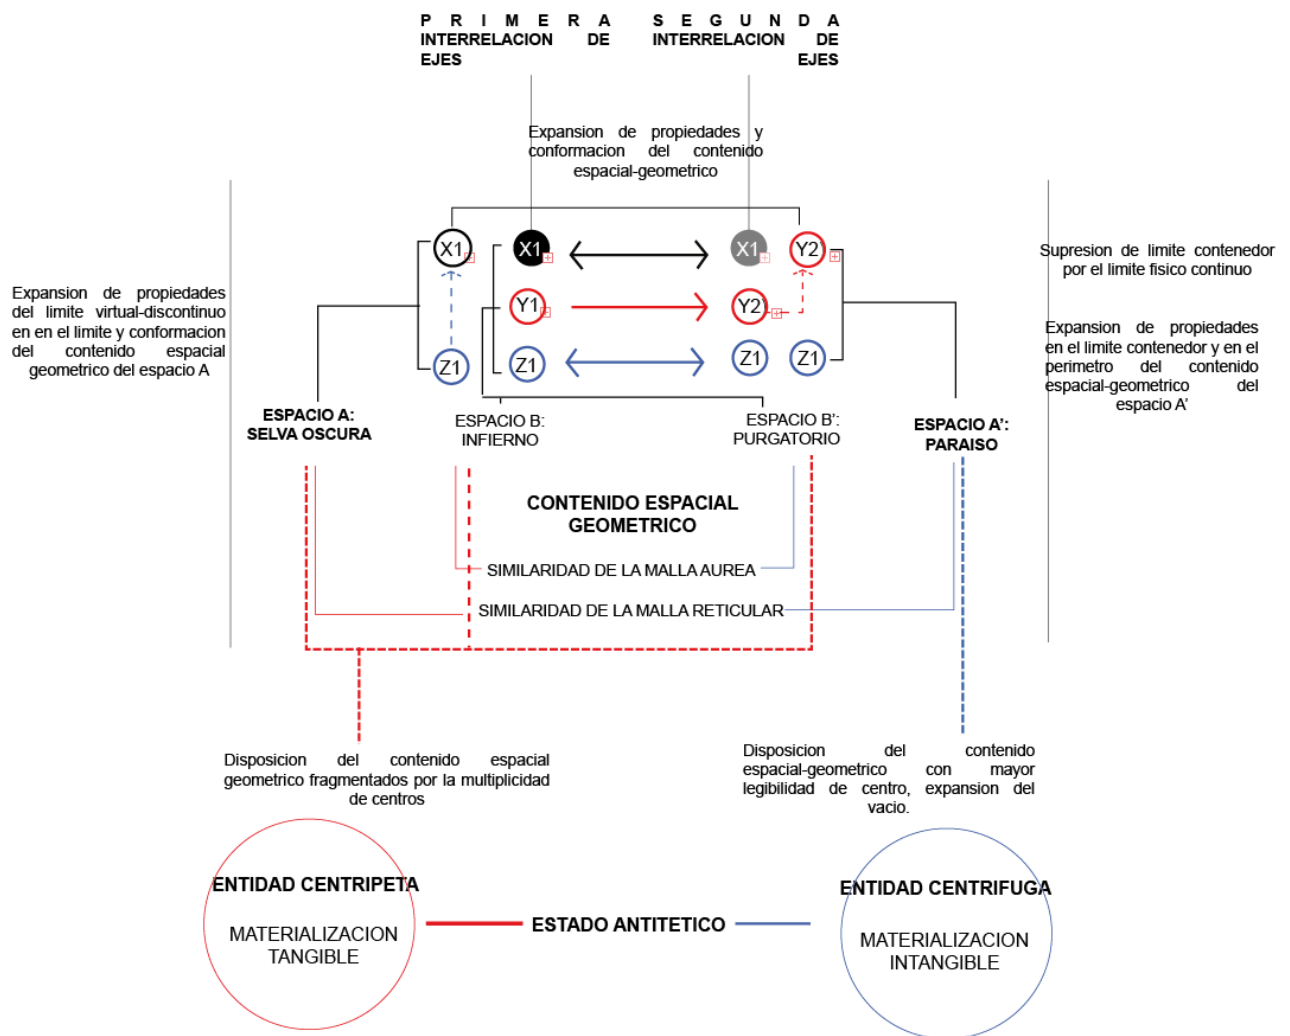 PRIMERA
INTERRELACION DE
EJES
SEGUNDA
INTERRELACION DE
EJES
Expansion de propiedades y
conformacion del contenido
espacial-geometrico
Expansion de propiedades
del limite virtual-discontinuo
en en el limite y conformacion
del contenido espacial
geometrico del espacio A
X1
X1
X1
Y2
Y1
Y2
Z1
Z1
Z1
Z1
Supresion de limite contenedor
por el limite fisico continuo
Expansion de propiedades
en el limite contenedor y en el
perimetro del contenido
espacial-geometrico del
espacio A'
ESPACIO A:
SELVA OSCURA
ESPACIO B:
INFIERNO
ESPACIO B':
PURGATORIO
ESPACIO A':
PARAISO
CONTENIDO ESPACIAL
GEOMETRICO
SIMILARIDAD DE LA MALLA AUREA
SIMILARIDAD DE LA MALLA RETICULAR
Disposicion del contenido espacial
geometrico fragmentados por la multiplicidad
de centros
Disposicion del contenido
espacial-geometrico con mayor
legibilidad de centro, expansion del
vacio.
ENTIDAD CENTRIPETA
MATERIALIZACION
TANGIBLE
ESTADO ANTITETICO
ENTIDAD CENTRIFUGA
MATERIALIZACION
INTANGIBLE